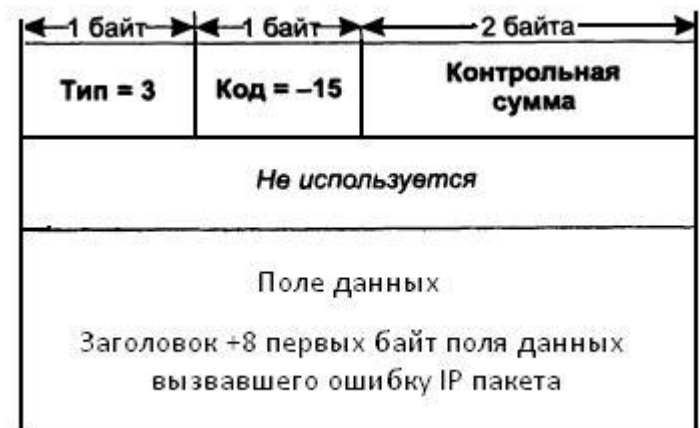 1 байт 1 байт 2 байта
Тип = 3 Код = –15 Контрольная
сумма
Не используется
Поле данных
Заголовок +8 первых байт поля данных
вызвавшего ошибку IP пакета